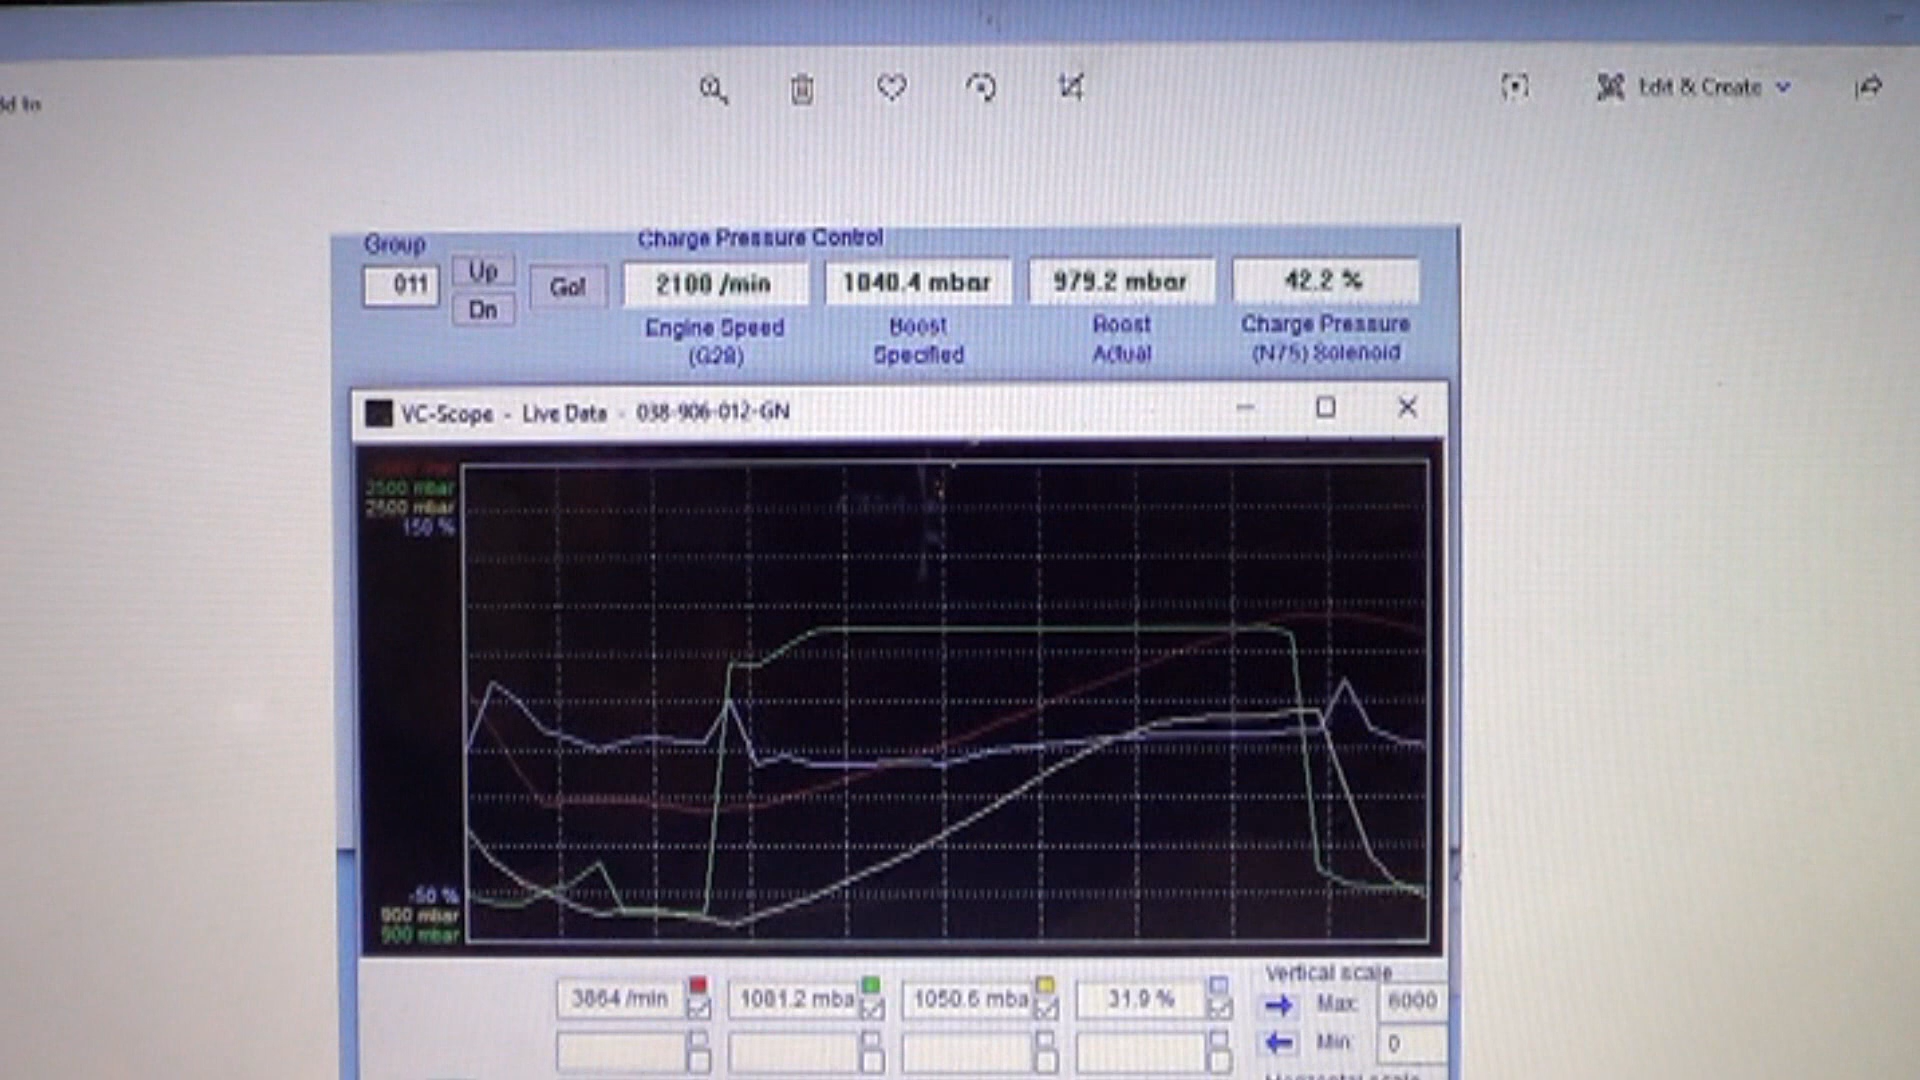 dd to
Edit & Create
Group
Charge Pressure Control
011
Up
Dn
Go!
2100 /min
1040.4 mbar
979.2 mbar
42.2 %
Engine Speed
(G28)
Boost
Specified
Boost
Actual
Charge Pressure
(N75) Solenoid
VC-Scope - Live Data - 038-906-012-GN
2500 mbar
2500 mbar
150 %
-50 %
900 mbar
900 mbar
3864 /min
1081.2 mba
1050.6 mba
31.9 %
Vertical scale
Max:
6000
Min:
0